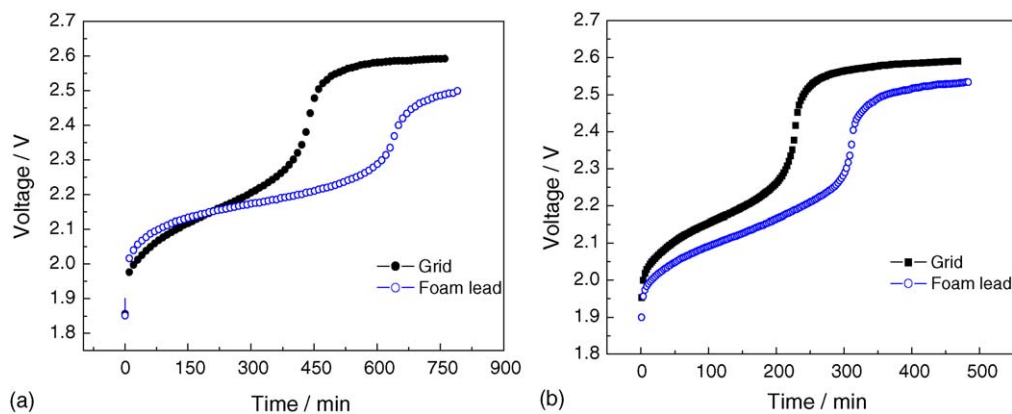 2.7
2.6
2.5
2.4
2.3
2.2
2.1
2.0
1.9
1.8
Voltage / V
Grid
Foam lead
0 150 300 450 600 750 900
Time / min
(a)
2.7
2.6
2.5
2.4
2.3
2.2
2.1
2.0
1.9
1.8
Voltage / V
Grid
Foam lead
0 100 200 300 400 500
Time / min
(b)